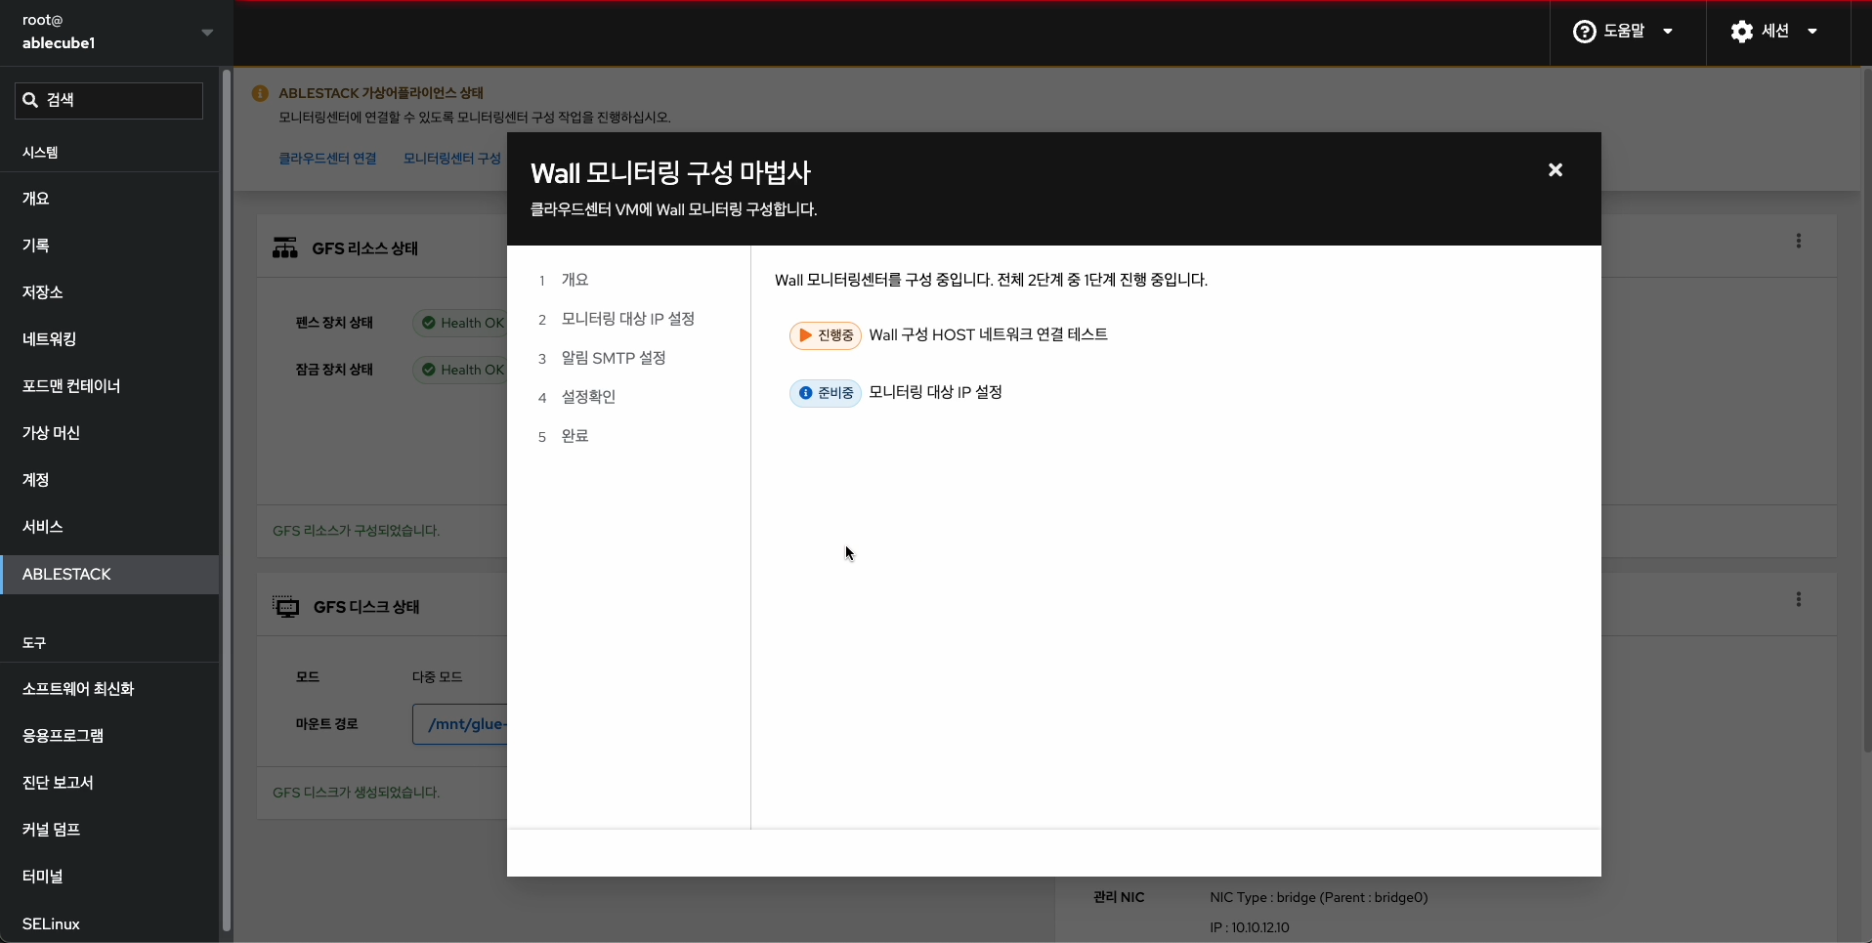 root@
ablecube1
도움말
세션
검색
시스템
개요
기록
저장소
네트워킹
포드맨 컨테이너
가상 머신
계정
서비스
ABLESTACK
도구
소프트웨어 최신화
응용프로그램
진단 보고서
커널 덤프
터미널
SELinux
ABLESTACK 가상어플라이언스 상태
모니터링센터에 연결할 수 있도록 모니터링센터 구성 작업을 진행하십시오.
클라우드센터 연결 모니터링센터 구성
GFS 리소스 상태
펜스 장치 상태 Health OK
잠금 장치 상태 Health OK
GFS 리소스가 구성되었습니다.
GFS 디스크 상태
모드 다중 모드
마운트 경로 /mnt/glue-
GFS 디스크가 생성되었습니다.
Wall 모니터링 구성 마법사
클라우드센터 VM에 Wall 모니터링 구성합니다.
1 개요
2 모니터링 대상 IP 설정
3 알림 SMTP 설정
4 설정확인
5 완료
Wall 모니터링센터를 구성 중입니다. 전체 2단계 중 1단계 진행 중입니다.
진행중 Wall 구성 HOST 네트워크 연결 테스트
준비중 모니터링 대상 IP 설정
관리 NIC NIC Type : bridge (Parent : bridge0)
IP : 10.10.12.10